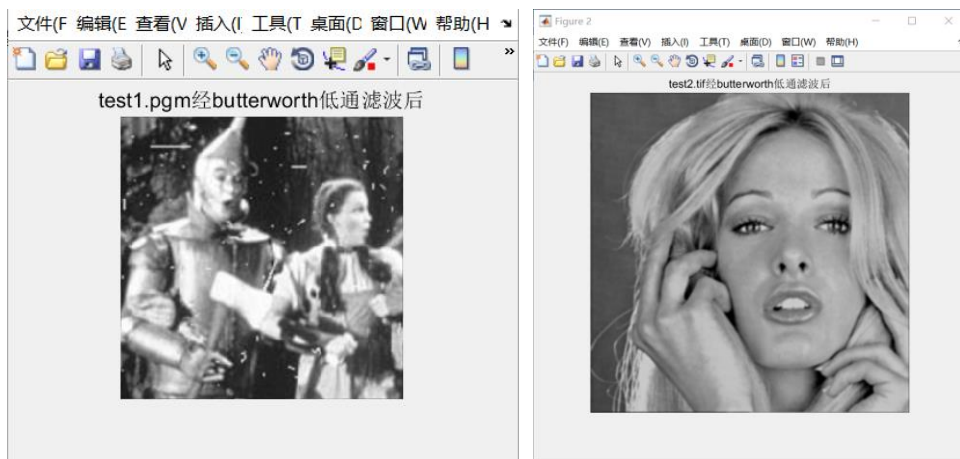 文件(F 编辑(E 查看(V 插入(I 工具(T 桌面(D 窗口(W 帮助(H
»
test1.pgm经butterworth低通滤波后
Figure 2
文件(F) 编辑(E) 查看(V) 插入(I) 工具(T) 桌面(D) 窗口(W) 帮助(H)
test2.tif经butterworth低通滤波后